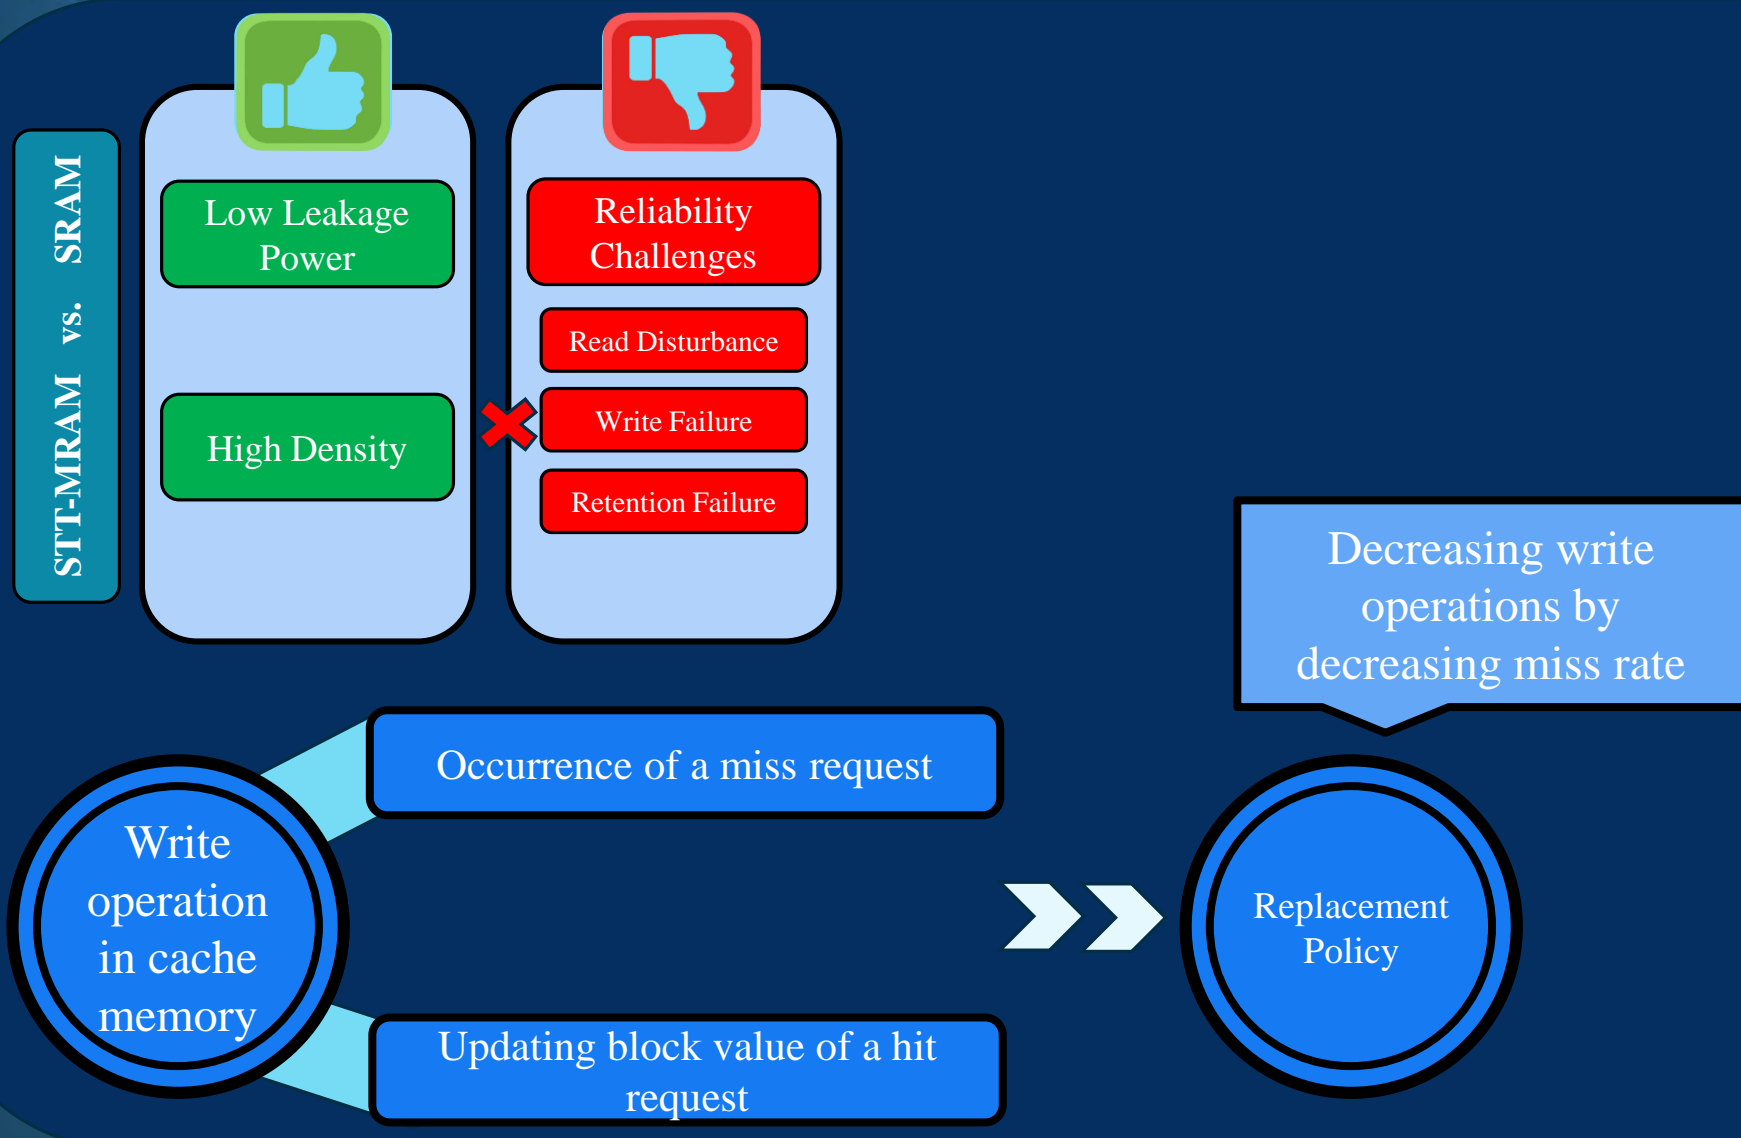 STT-MRAM vs. SRAM
Low Leakage
Power
High Density
Reliability
Challenges
Read Disturbance
Write Failure
Retention Failure
Decreasing write
operations by
decreasing miss rate
Write
operation
in cache
memory
Occurrence of a miss request
Updating block value of a hit
request
Replacement
Policy